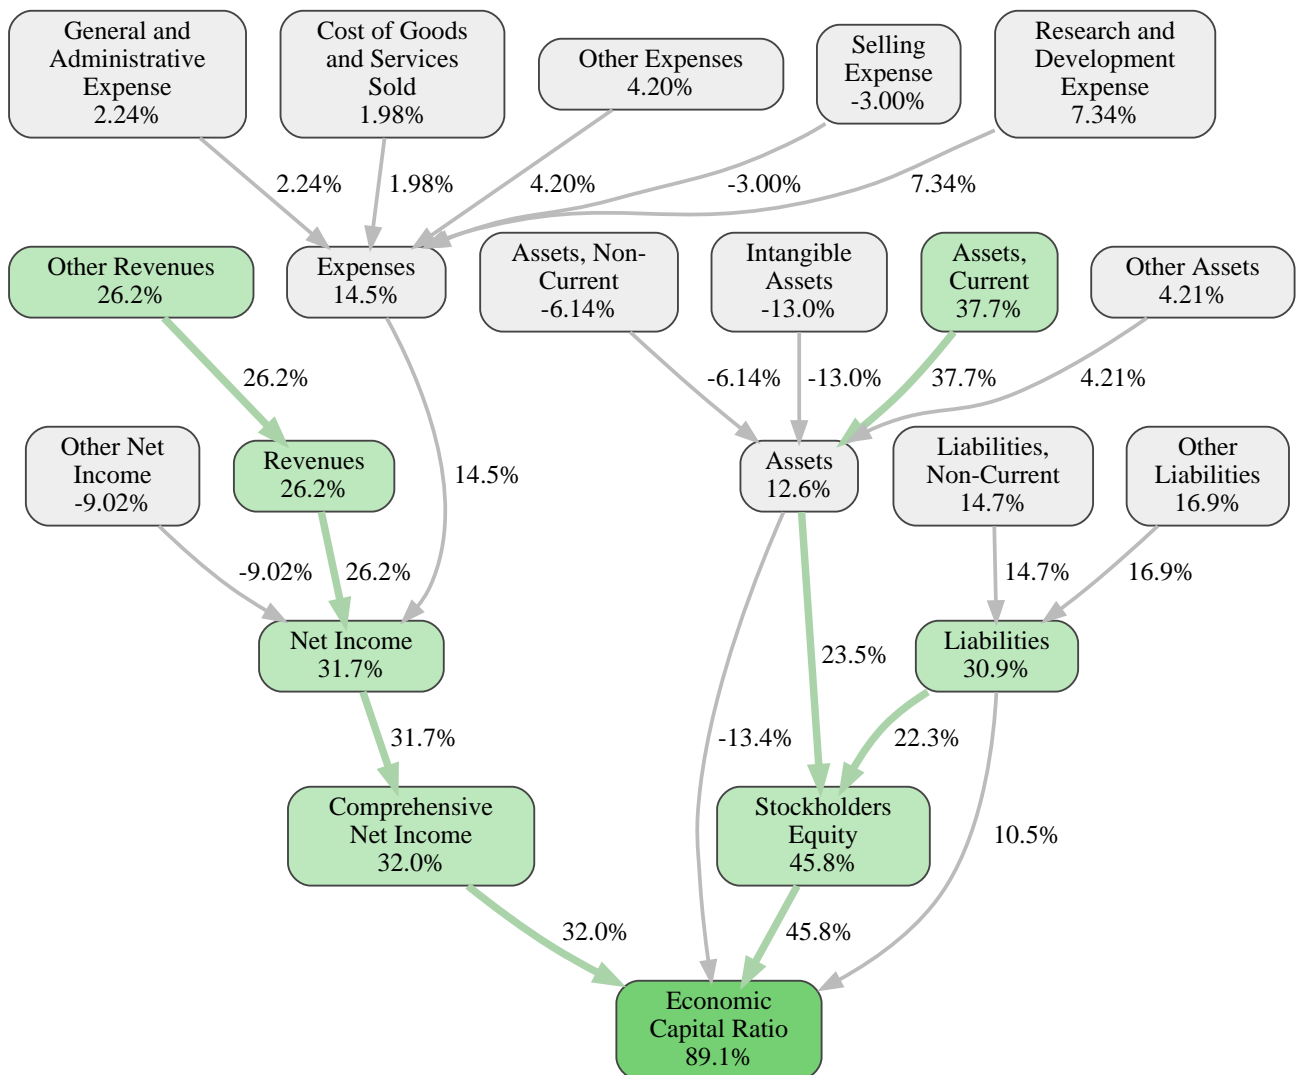 General and
Administrative
Expense
2.24%
Cost of Goods
and Services
Sold
1.98%
Other Expenses
4.20%
Selling
Expense
-3.00%
Research and
Development
Expense
7.34%
2.24%
1.98%
4.20%
-3.00%
7.34%
Other Revenues
26.2%
Expenses
14.5%
Assets, Non-
Current
-6.14%
Intangible
Assets
-13.0%
Assets,
Current
37.7%
Other Assets
4.21%
26.2%
-6.14%
-13.0%
37.7%
4.21%
Other Net
Income
-9.02%
Revenues
26.2%
14.5%
Assets
12.6%
Liabilities,
Non-Current
14.7%
Other
Liabilities
16.9%
-9.02%
26.2%
14.7%
16.9%
Net Income
31.7%
23.5%
Liabilities
30.9%
31.7%
-13.4%
22.3%
Comprehensive
Net Income
32.0%
Stockholders
Equity
45.8%
10.5%
32.0%
45.8%
Economic
Capital Ratio
89.1%